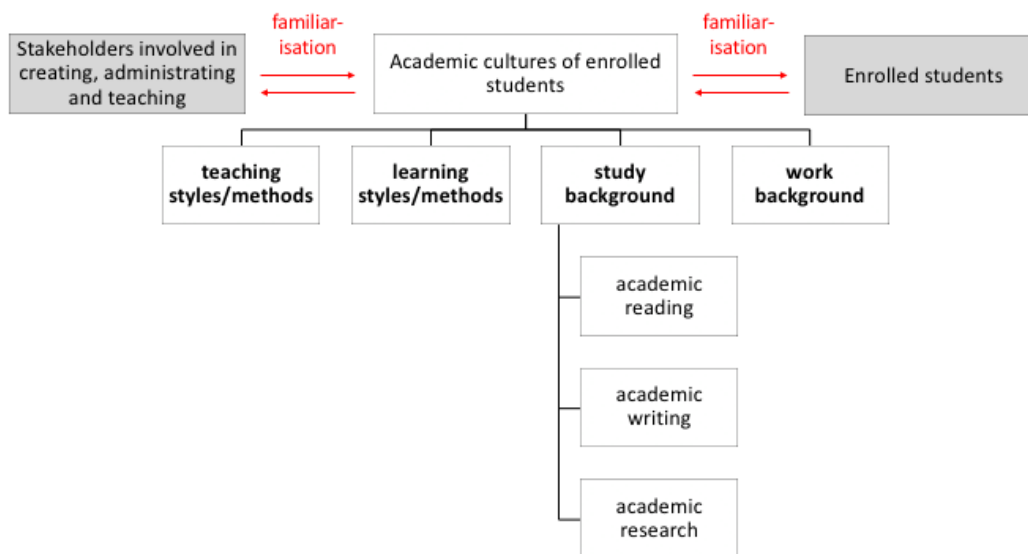 familiar-
isation
familiar-
isation
Stakeholders involved in
creating, administrating
and teaching
Academic cultures of enrolled
students
Enrolled students
teaching
styles/methods
learning
styles/methods
study
background
work
background
academic
reading
academic
writing
academic
research